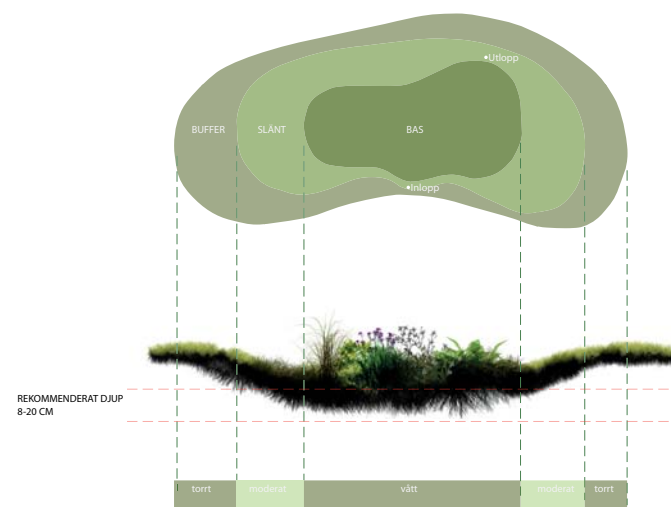 •Utlopp
BUFFER SLÄNT BAS
•Inlopp
REKOMMENDERAT DJUP
8-20 CM
torrt moderat vått moderat torrt